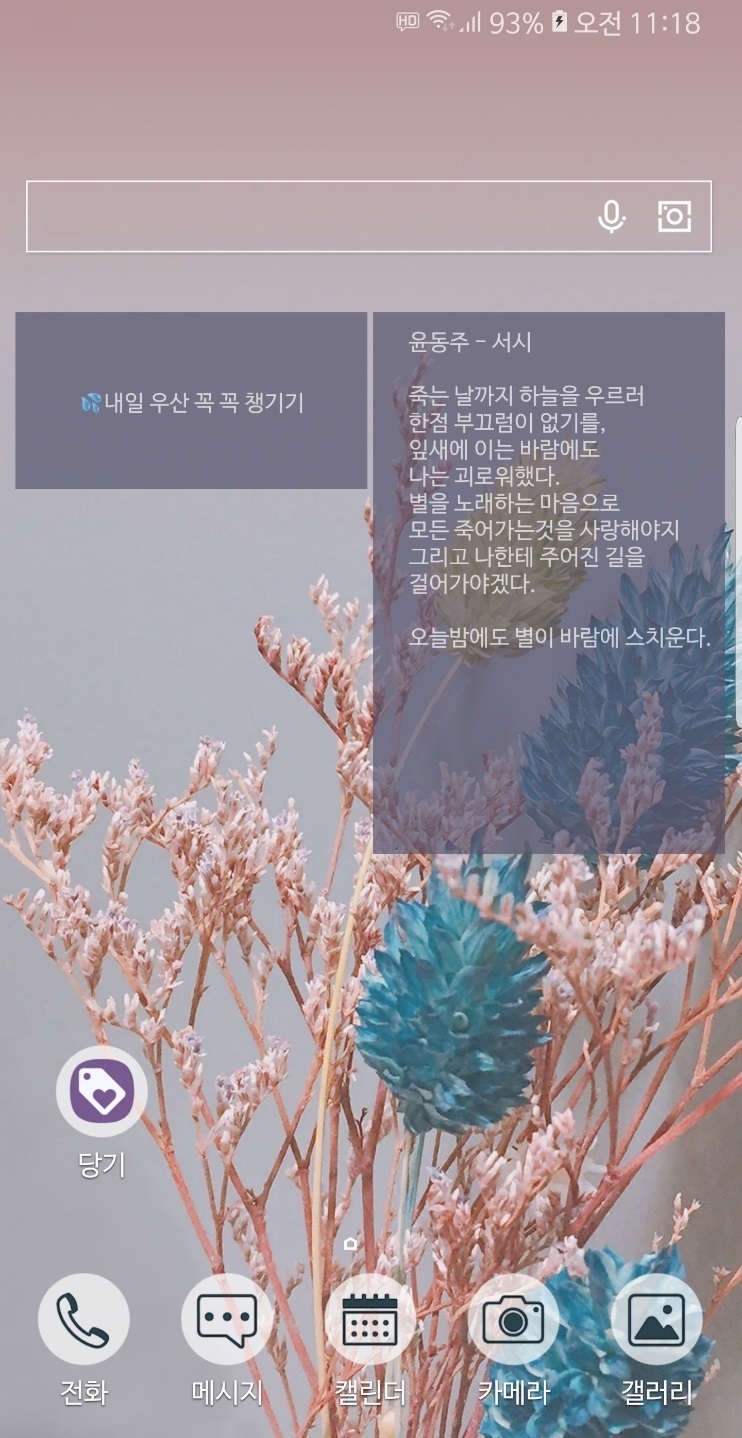 HD 93% 오전 11:18
💦내일 우산 꼭 꼭 챙기기
윤동주 - 서시
죽는 날까지 하늘을 우르러
한점 부끄럼이 없기를,
잎새에 이는 바람에도
나는 괴로워했다.
별을 노래하는 마음으로
모든 죽어가는것을 사랑해야지
그리고 나한테 주어진 길을
걸어가야겠다.
오늘밤에도 별이 바람에 스치운다.
당기
전화 메시지 캘린더 카메라 갤러리